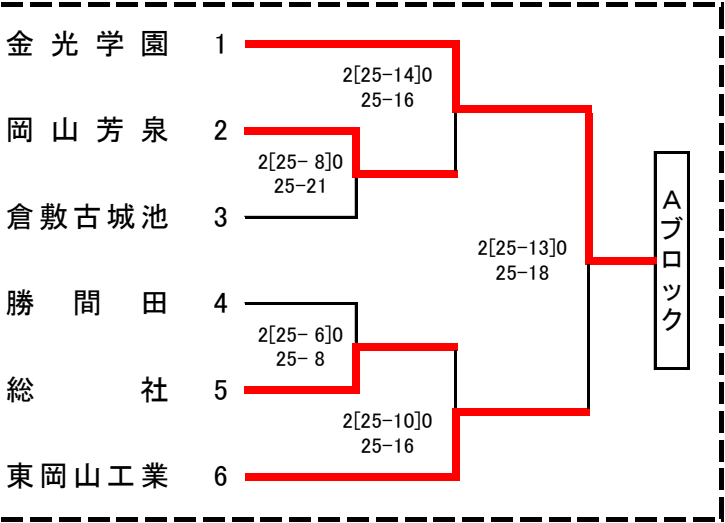 金光学園 1
2[25-14]0
25-16
岡山芳泉 2
2[25- 8]0
25-21
倉敷古城池 3
2[25-13]0
25-18
Aブロック
勝間田 4
2[25- 6]0
25- 8
総社 5
2[25-10]0
25-16
東岡山工業 6